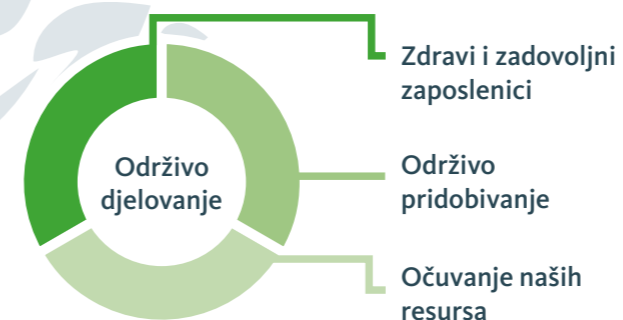 Zdravi i zadovoljni
zaposlenici
Održivo
djelovanje
Održivo
pridobivanje
Očuvanje naših
resursa